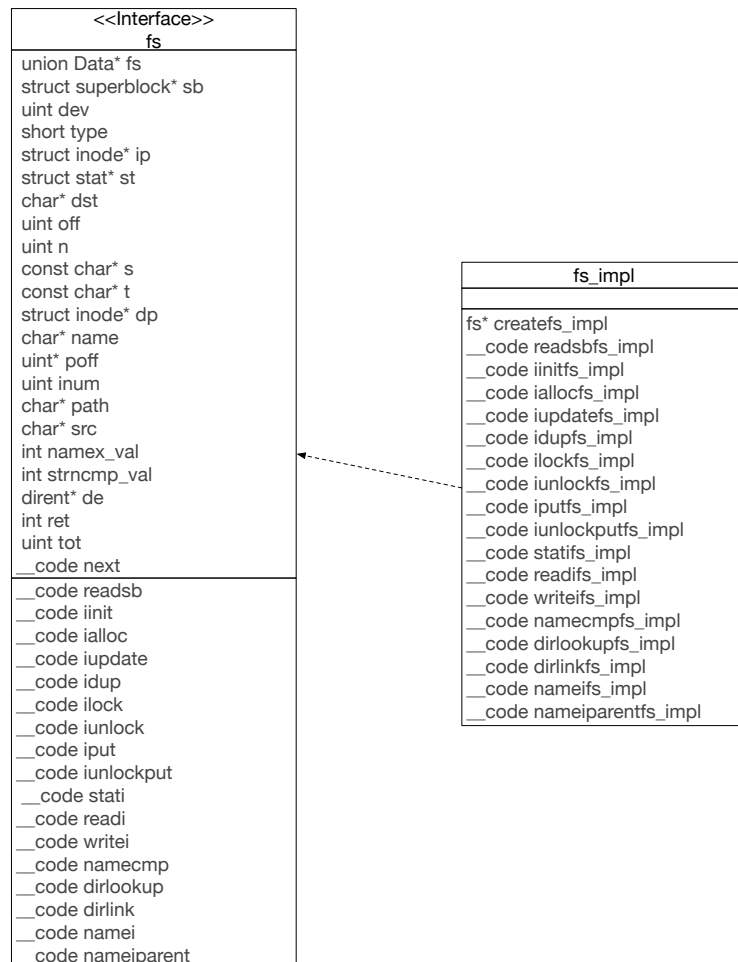 <<Interface>>
fs
union Data* fs
struct superblock* sb
uint dev
short type
struct inode* ip
struct stat* st
char* dst
uint off
uint n
const char* s
const char* t
struct inode* dp
char* name
uint* poff
uint inum
char* path
char* src
int namex_val
int strncmp_val
dirent* de
int ret
uint tot
__code next
__code readsb
__code iinit
__code ialloc
__code iupdate
__code idup
__code ilock
__code iunlock
__code iput
__code iunlockput
__code stati
__code readi
__code writei
__code namecmp
__code dirlookup
__code dirlink
__code namei
__code nameiparent
fs_impl
fs* createfs_impl
__code readsbfs_impl
__code iinitfs_impl
__code iallocfs_impl
__code iupdatefs_impl
__code idupfs_impl
__code ilockfs_impl
__code iunlockfs_impl
__code iputfs_impl
__code iunlockputfs_impl
__code statifs_impl
__code readifs_impl
__code writeifs_impl
__code namecmpfs_impl
__code dirlookupfs_impl
__code dirlinkfs_impl
__code nameifs_impl
__code nameiparentfs_impl